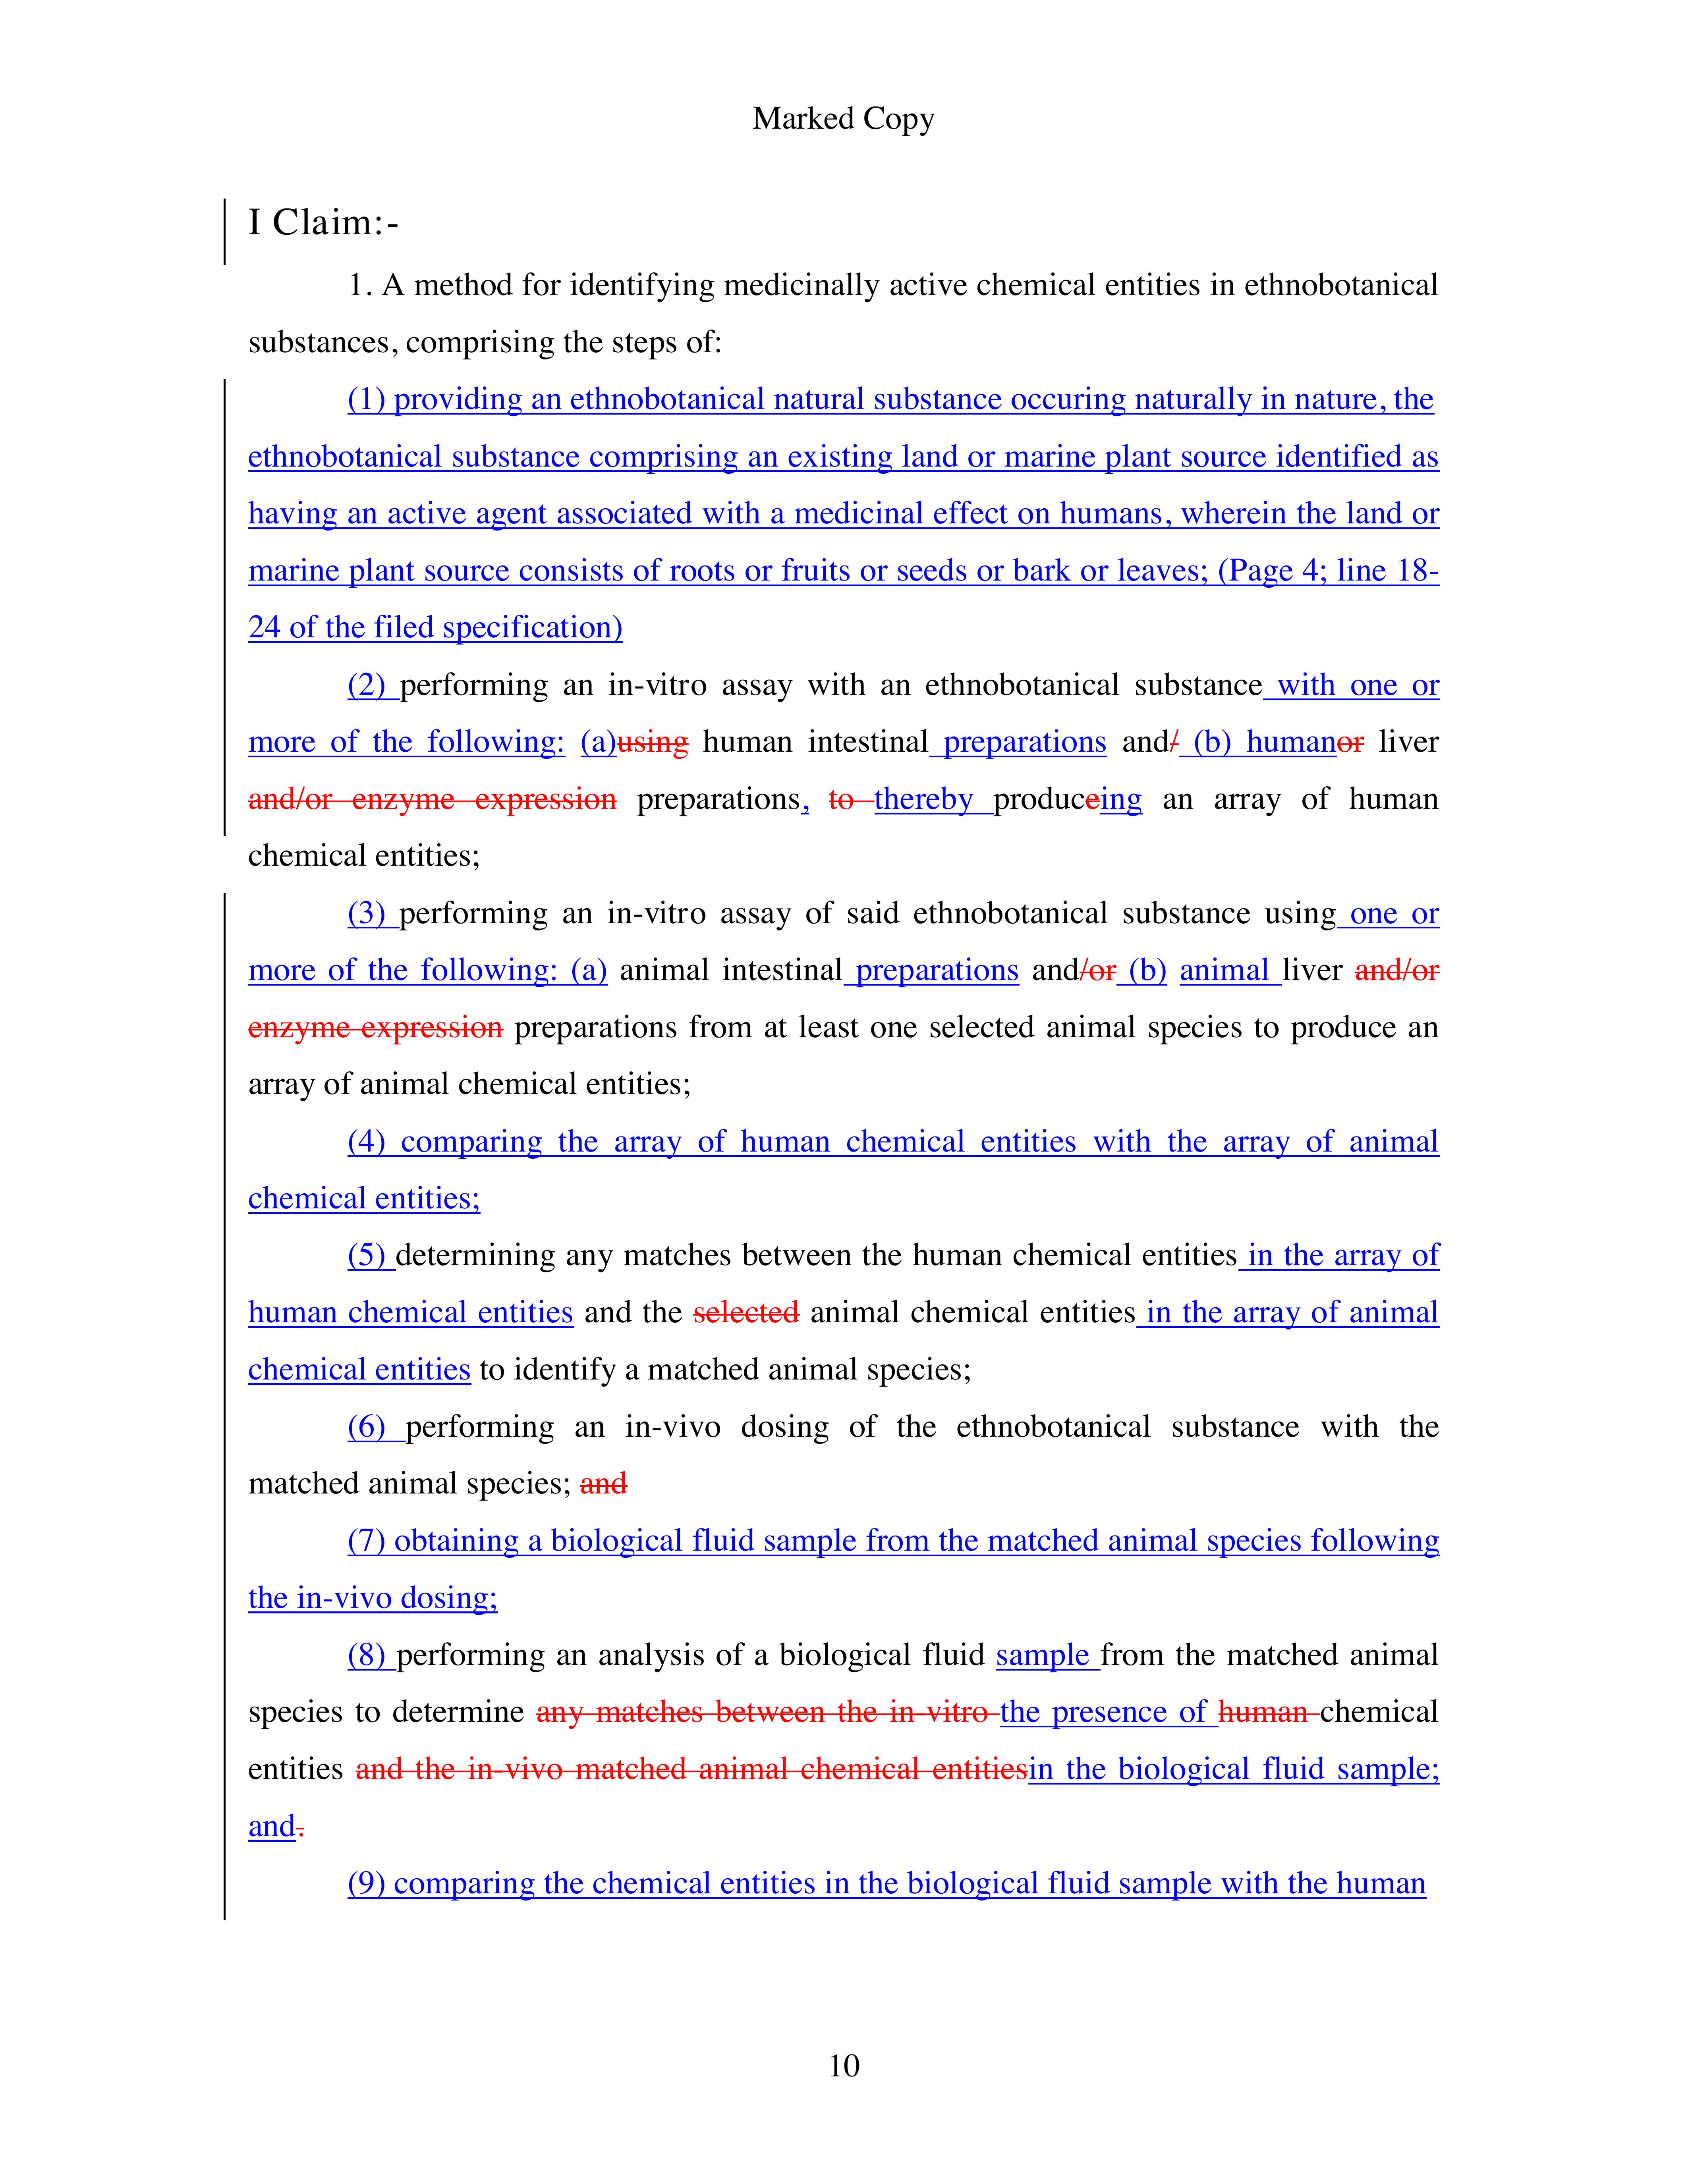 Marked Copy
I Claim:-
1. A method for identifying medicinally active chemical entities in ethnobotanical
substances, comprising the steps of:
(1) providing an ethnobotanical natural substance occuring naturally in nature, the
ethnobotanical substance comprising an existing land or marine plant source identified as
having an active agent associated with a medicinal effect on humans, wherein the land or
marine plant source consists of roots or fruits or seeds or bark or leaves; (Page 4; line 18-
24 of the filed specification)
(2) performing an in-vitro assay with an ethnobotanical substance with one or
more of the following: (a)using human intestinal preparations and/ (b) humanor liver
and/or enzyme expression preparations, to thereby produceing an array of human
chemical entities;
(3) performing an in-vitro assay of said ethnobotanical substance using one or
more of the following: (a) animal intestinal preparations and/or (b) animal liver and/or
enzyme expression preparations from at least one selected animal species to produce an
array of animal chemical entities;
(4) comparing the array of human chemical entities with the array of animal
chemical entities;
(5) determining any matches between the human chemical entities in the array of
human chemical entities and the selected animal chemical entities in the array of animal
chemical entities to identify a matched animal species;
(6) performing an in-vivo dosing of the ethnobotanical substance with the
matched animal species; and
(7) obtaining a biological fluid sample from the matched animal species following
the in-vivo dosing;
(8) performing an analysis of a biological fluid sample from the matched animal
species to determine any matches between the in-vitro the presence of human chemical
entities and the in-vivo matched animal chemical entitiesin the biological fluid sample;
and.
(9) comparing the chemical entities in the biological fluid sample with the human
10